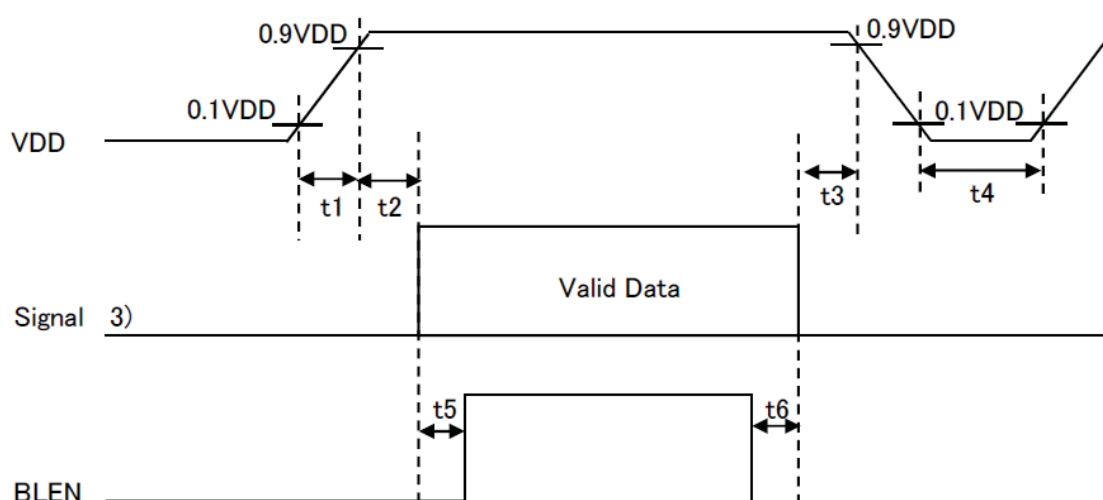 0.9VDD
0.9VDD
0.1VDD
0.1VDD
VDD
t1
t2
t3
t4
Valid Data
Signal 3)
t5
t6
BLEN